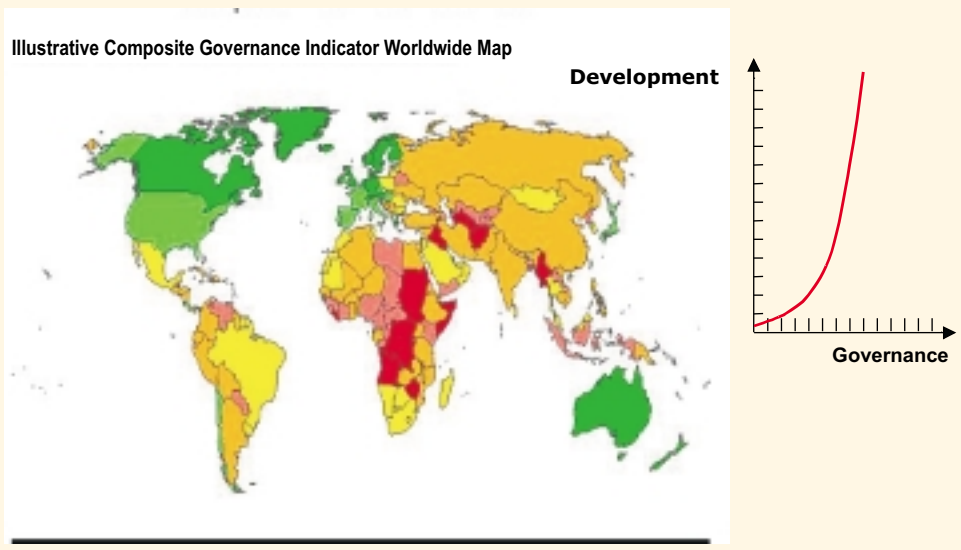 Illustrative Composite Governance Indicator Worldwide Map
Development
Governance